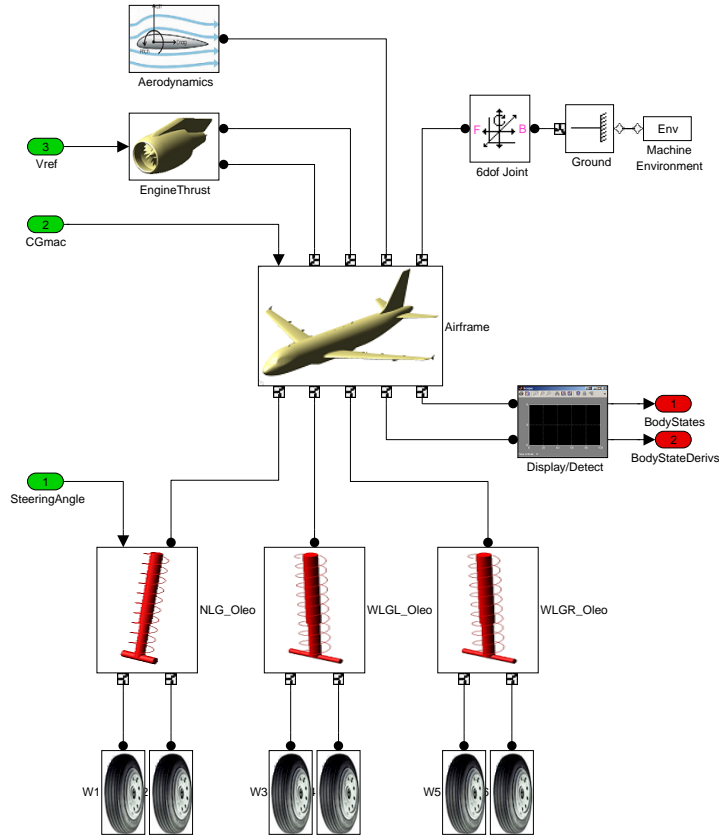 Aerodynamics
3
Vref
EngineThrust
F
C
B
6dof Joint
Ground
Env
Machine
Environment
2
CGmac
Airframe
1
BodyStates
2
BodyStateDerivs
Display/Detect
1
SteeringAngle
NLG_Oleo
WLGL_Oleo
WLGR_Oleo
W1
2
W3
W5